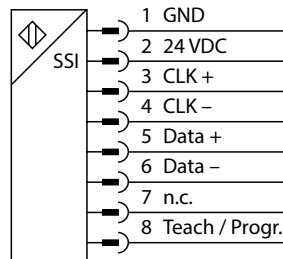 1 GND
2 24 VDC
SSI
3 CLK +
4 CLK –
5 Data +
6 Data –
7 n.c.
8 Teach / Progr.